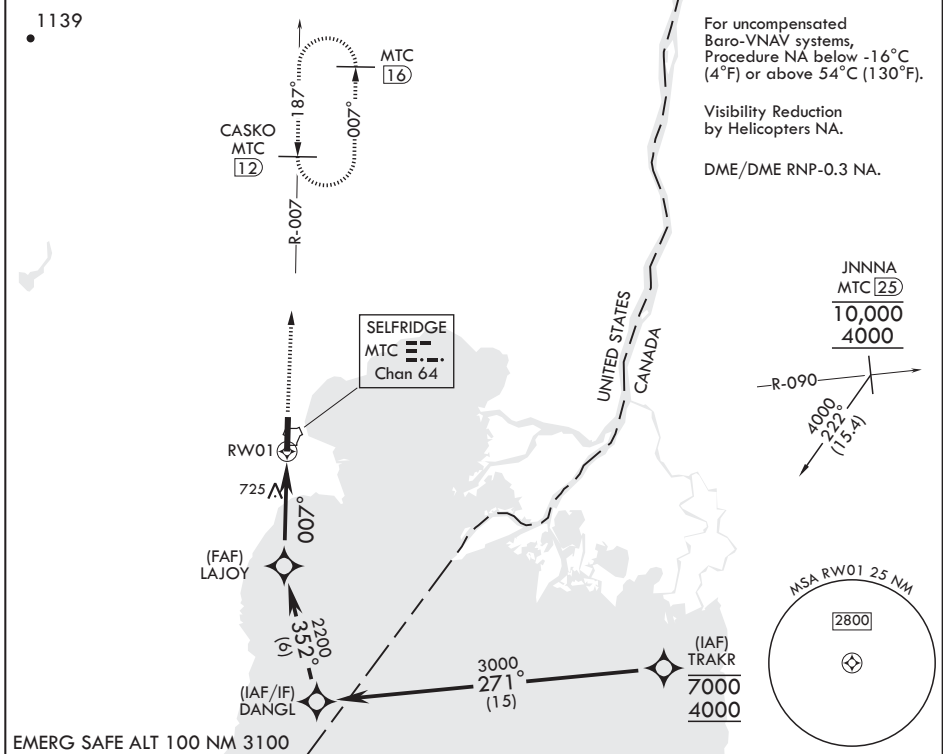 1139
For uncompensated
Baro-VNAV systems,
Procedure NA below -16°C
(4°F) or above 54°C (130°F).
Visibility Reduction
by Helicopters NA.
DME/DME RNP-0.3 NA.
MTC
16
187°
007°
CASKO
MTC
12
R-007
JNNNA
MTC 25
10,000
4000
R-090
4000
222°
(15.4)
UNITED STATES
CANADA
SELFRIDGE
MTC
Chan 64
RW01
725
007°
(FAF)
LAJOY
2200
352°
(6)
(IAF/IF)
DANGL
3000
271°
(15)
(IAF)
TRAKR
7000
4000
MSA RW01 25 NM
2800
EMERG SAFE ALT 100 NM 3100